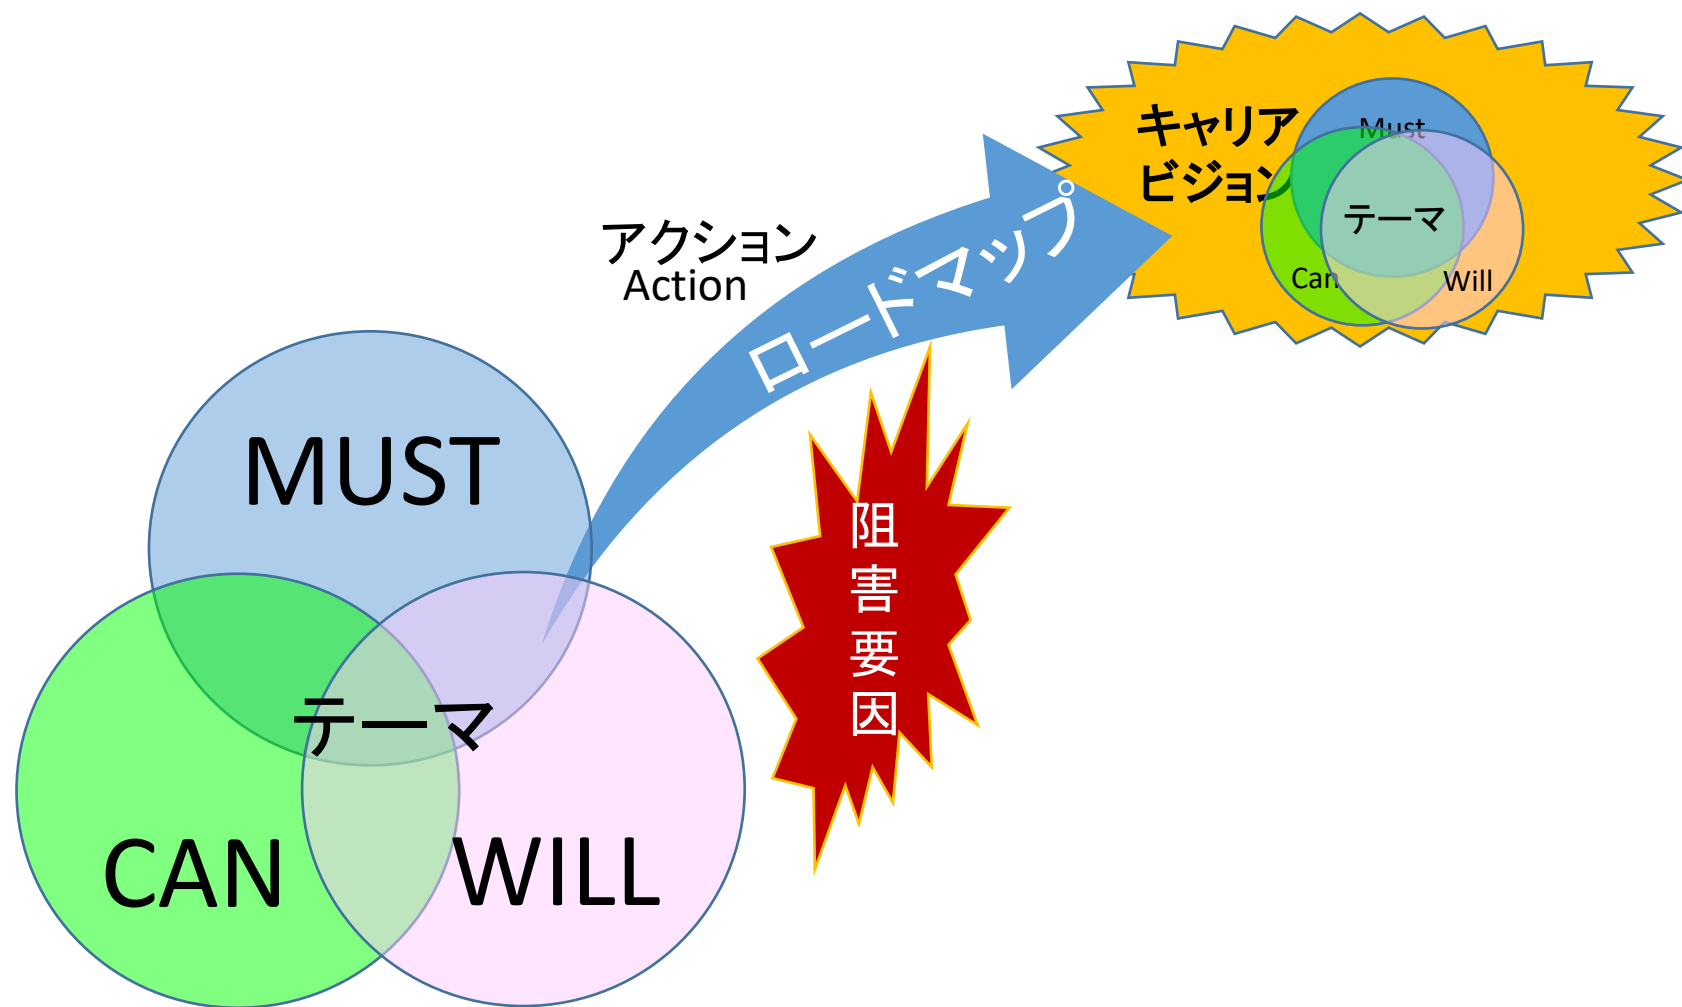 キャリア
ビジョン
Must
テーマ
Can
Will
アクション
Action
ロードマップ
MUST
テーマ
CAN
WILL
阻害要因